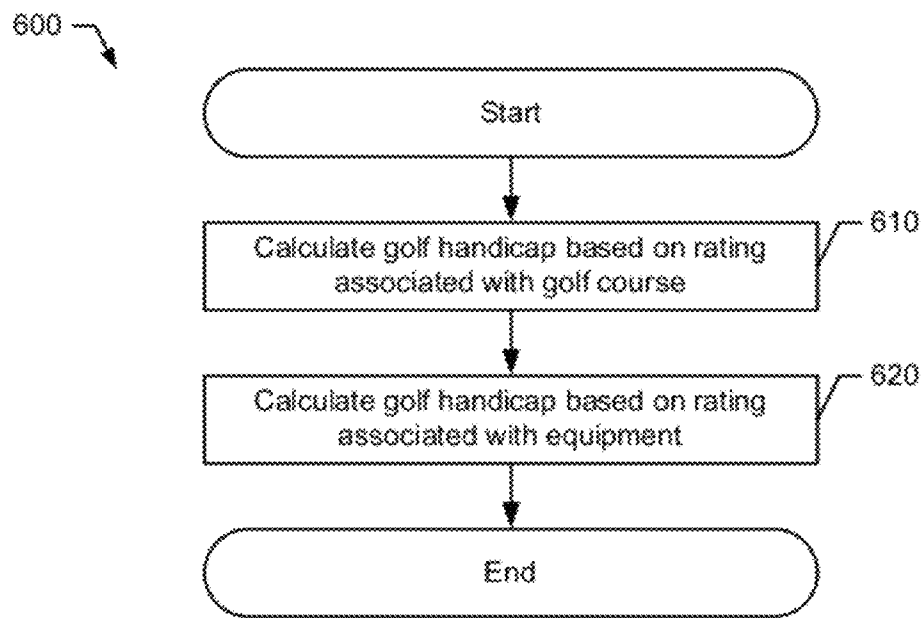 600
Start
Calculate golf handicap based on rating
associated with golf course
610
Calculate golf handicap based on rating
associated with equipment
620
End